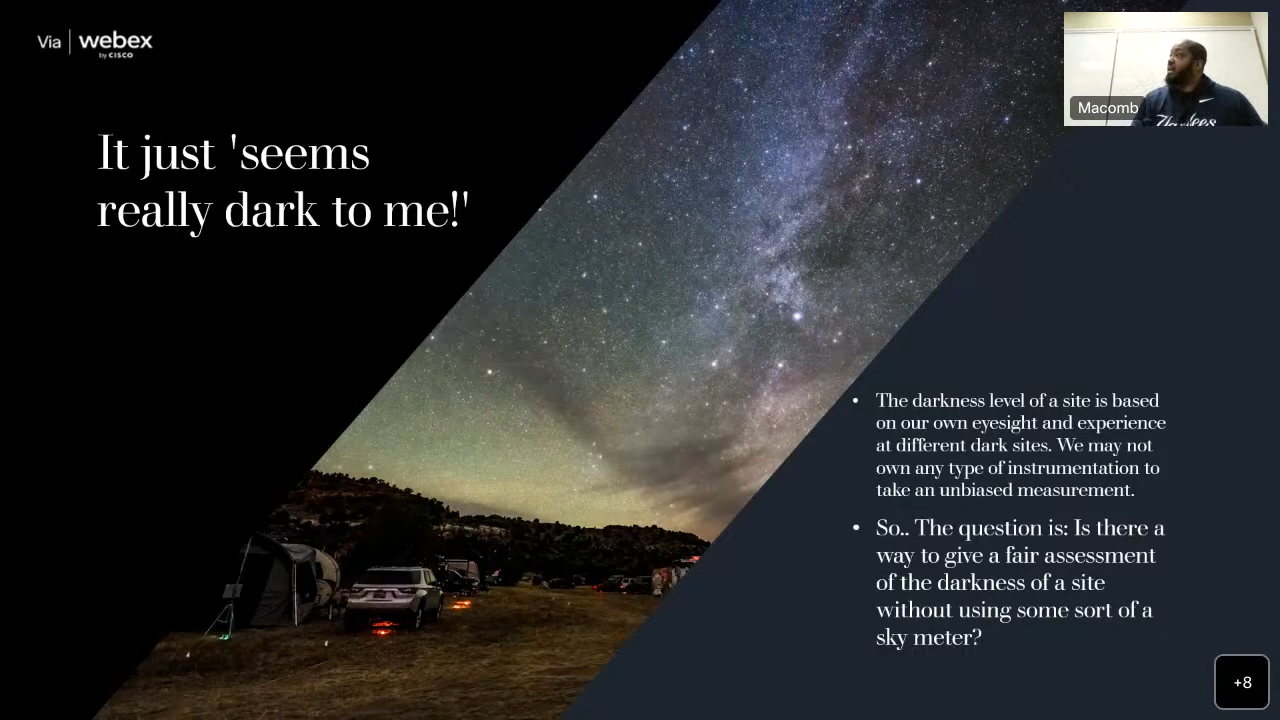 Via | webex
by CISCO
Macomb
Yankees
It just 'seems
really dark to me!'
• The darkness level of a site is based
on our own eyesight and experience
at different dark sites. We may not
own any type of instrumentation to
take an unbiased measurement.
• So.. The question is: Is there a
way to give a fair assessment
of the darkness of a site
without using some sort of a
sky meter?
+8